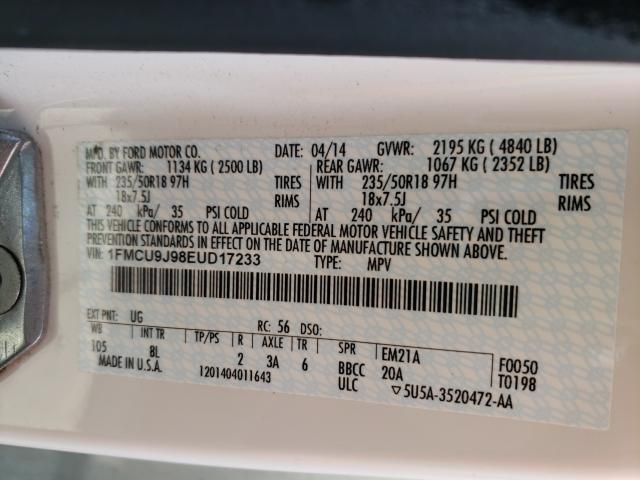 MFD. BY FORD MOTOR CO. DATE: 04/14 GVWR: 2195 KG ( 4840 LB)
FRONT GAWR: 1134 KG ( 2500 LB) REAR GAWR: 1067 KG ( 2352 LB)
WITH 235/50R18 97H TIRES WITH 235/50R18 97H TIRES
18x7.5J RIMS 18x7.5J RIMS
AT 240 kPa/ 35 PSI COLD AT 240 kPa/ 35 PSI COLD
THIS VEHICLE CONFORMS TO ALL APPLICABLE FEDERAL MOTOR VEHICLE SAFETY AND THEFT
PREVENTION STANDARDS IN EFFECT ON THE DATE OF MANUFACTURE SHOWN ABOVE.
VIN: 1FMCU9J98EUD17233 TYPE: MPV
EXT PNT: UG RC: 56 DSO:
WB INT TR TP/PS R AXLE TR SPR EM21A F0050
105 8L 2 3A 6 BBCC 20A T0198
MADE IN U.S.A. 1201404011643 ULC ▽5U5A-3520472-AA